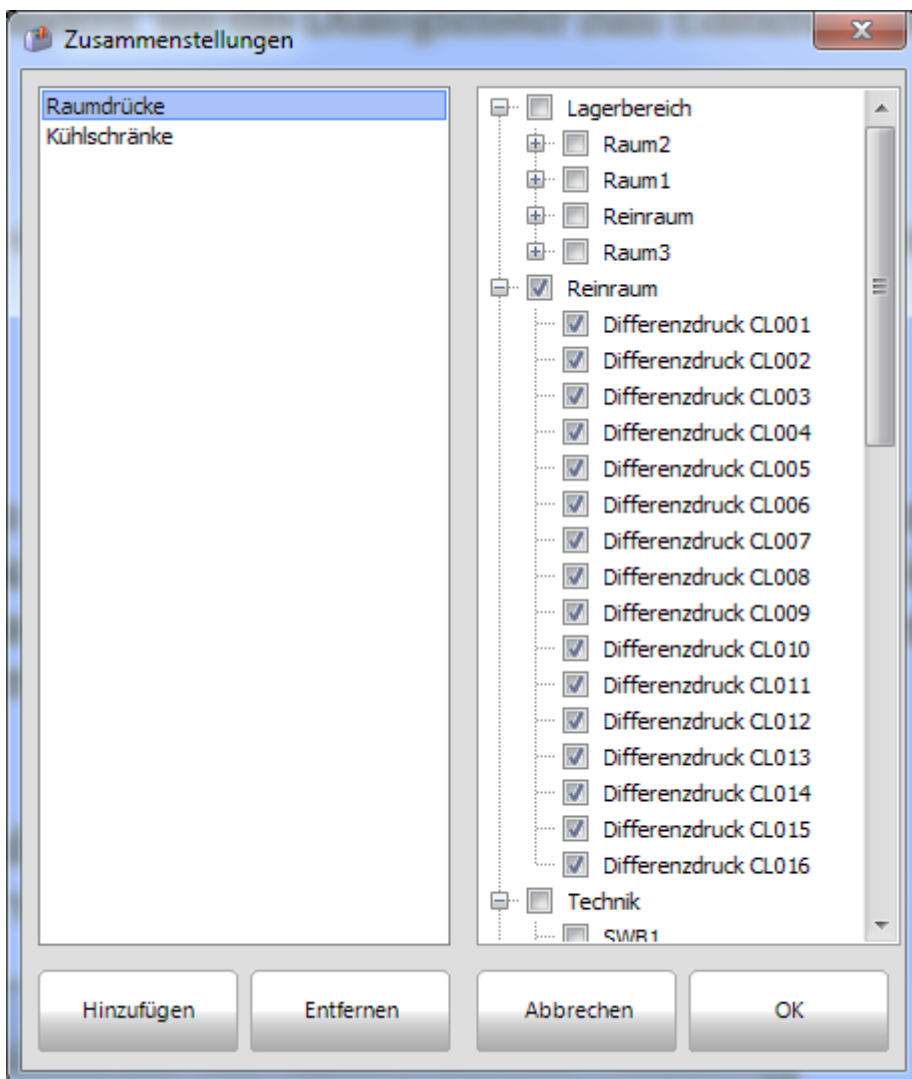 Zusammenstellungen
Raumdrücke
Kühlschränke
Lagerbereich
Raum2
Raum1
Reinraum
Raum3
Reinraum
Differenzdruck CL001
Differenzdruck CL002
Differenzdruck CL003
Differenzdruck CL004
Differenzdruck CL005
Differenzdruck CL006
Differenzdruck CL007
Differenzdruck CL008
Differenzdruck CL009
Differenzdruck CL010
Differenzdruck CL011
Differenzdruck CL012
Differenzdruck CL013
Differenzdruck CL014
Differenzdruck CL015
Differenzdruck CL016
Technik
SWB1
Hinzufügen
Entfernen
Abbrechen
OK